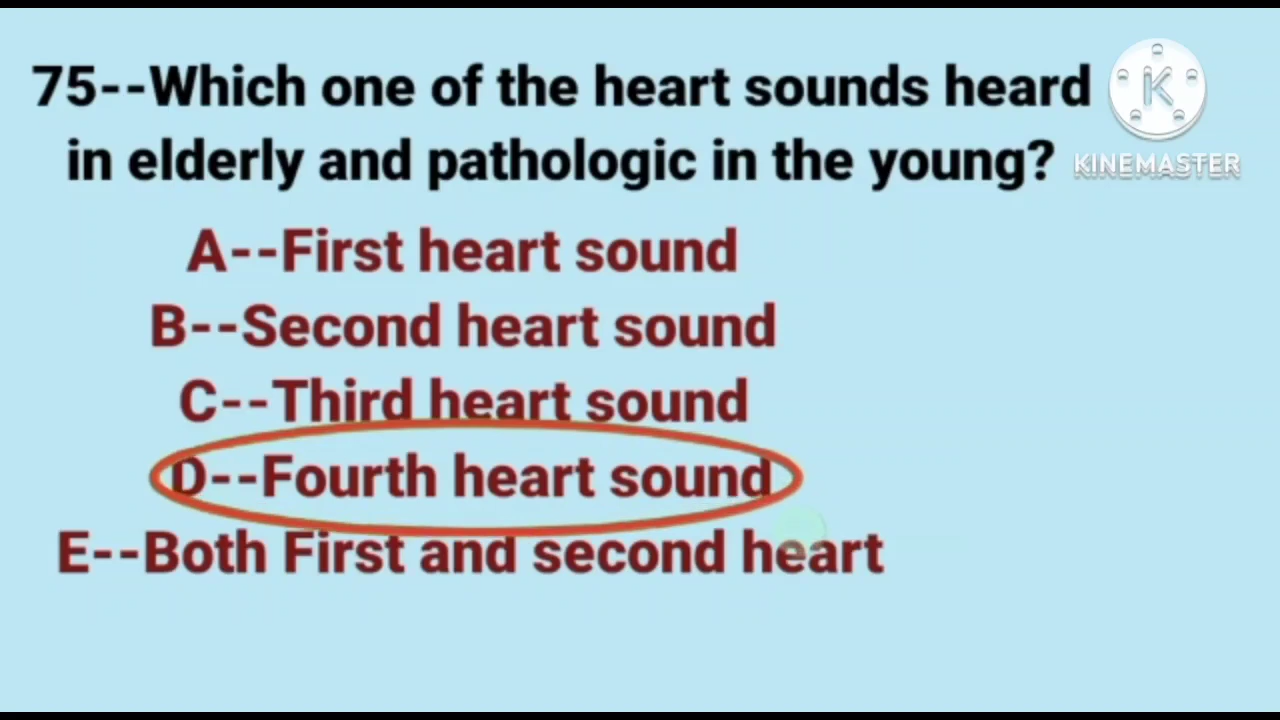 75--Which one of the heart sounds heard
in elderly and pathologic in the young?
K
KINEMASTER
A--First heart sound
B--Second heart sound
C--Third heart sound
D--Fourth heart sound
E--Both First and second heart